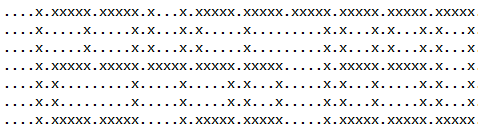 ....x.xxxxx.xxxxx.x...x.xxxxx.xxxxx.xxxxx.xxxxx.xxxxx.xxxxx
....x.....x.....x.x...x.x.....x.........x.x...x.....x.x...x
....x.....x.....x.x...x.x.....x.........x.x...x.....x.x...x
....x.xxxxx.xxxxx.xxxxx.xxxxx.xxxxx.....x.xxxxx.xxxxx.xxxxx
....x.x.........x.....x.....x.x...x.....x.x...x.....x.x...x
....x.x.........x.....x.....x.x...x.....x.x...x.....x.x...x
....x.xxxxx.xxxxx.....x.xxxxx.xxxxx.....x.xxxxx.xxxxx.xxxxx